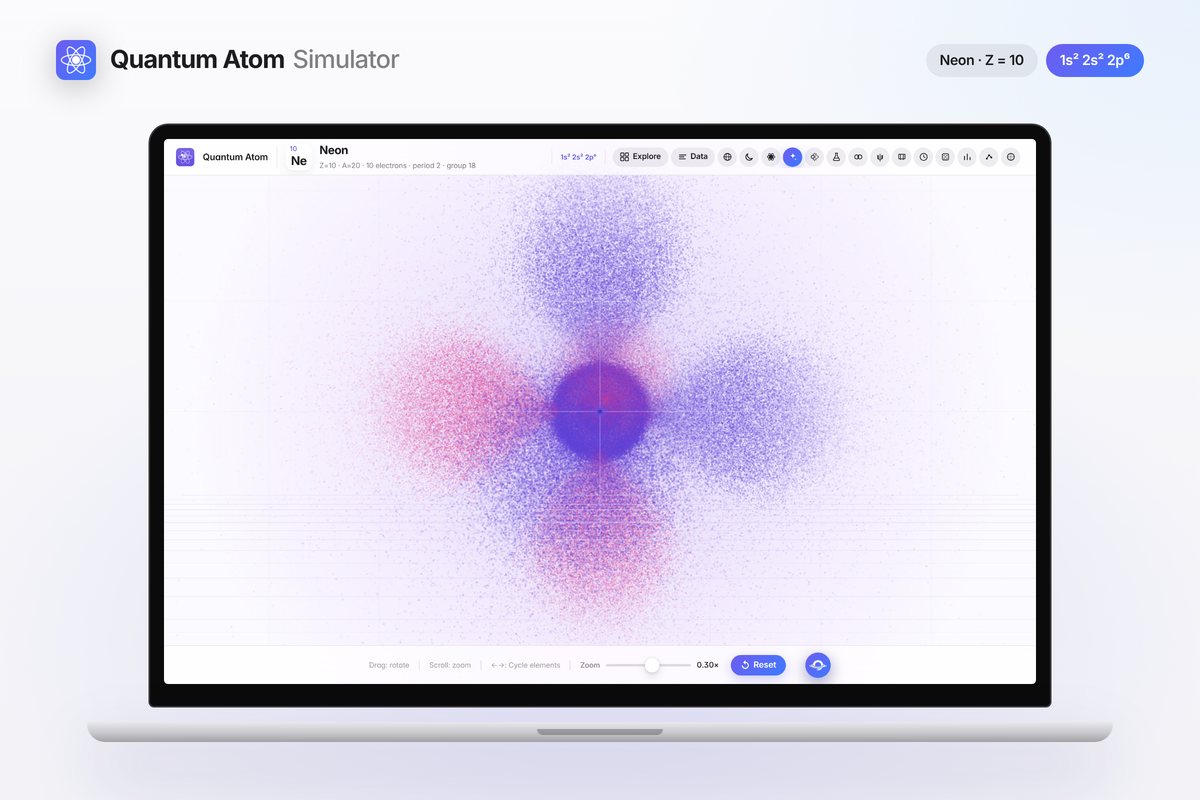 Quantum Atom Simulator
Neon · Z = 10
1s² 2s² 2p⁶
Quantum Atom
10
Ne
Neon
Z=10 · A=20 · 10 electrons · period 2 · group 18
1s² 2s² 2p⁶
Explore
Data
Drag: rotate
Scroll: zoom
←→: Cycle elements
Zoom
0.30×
Reset